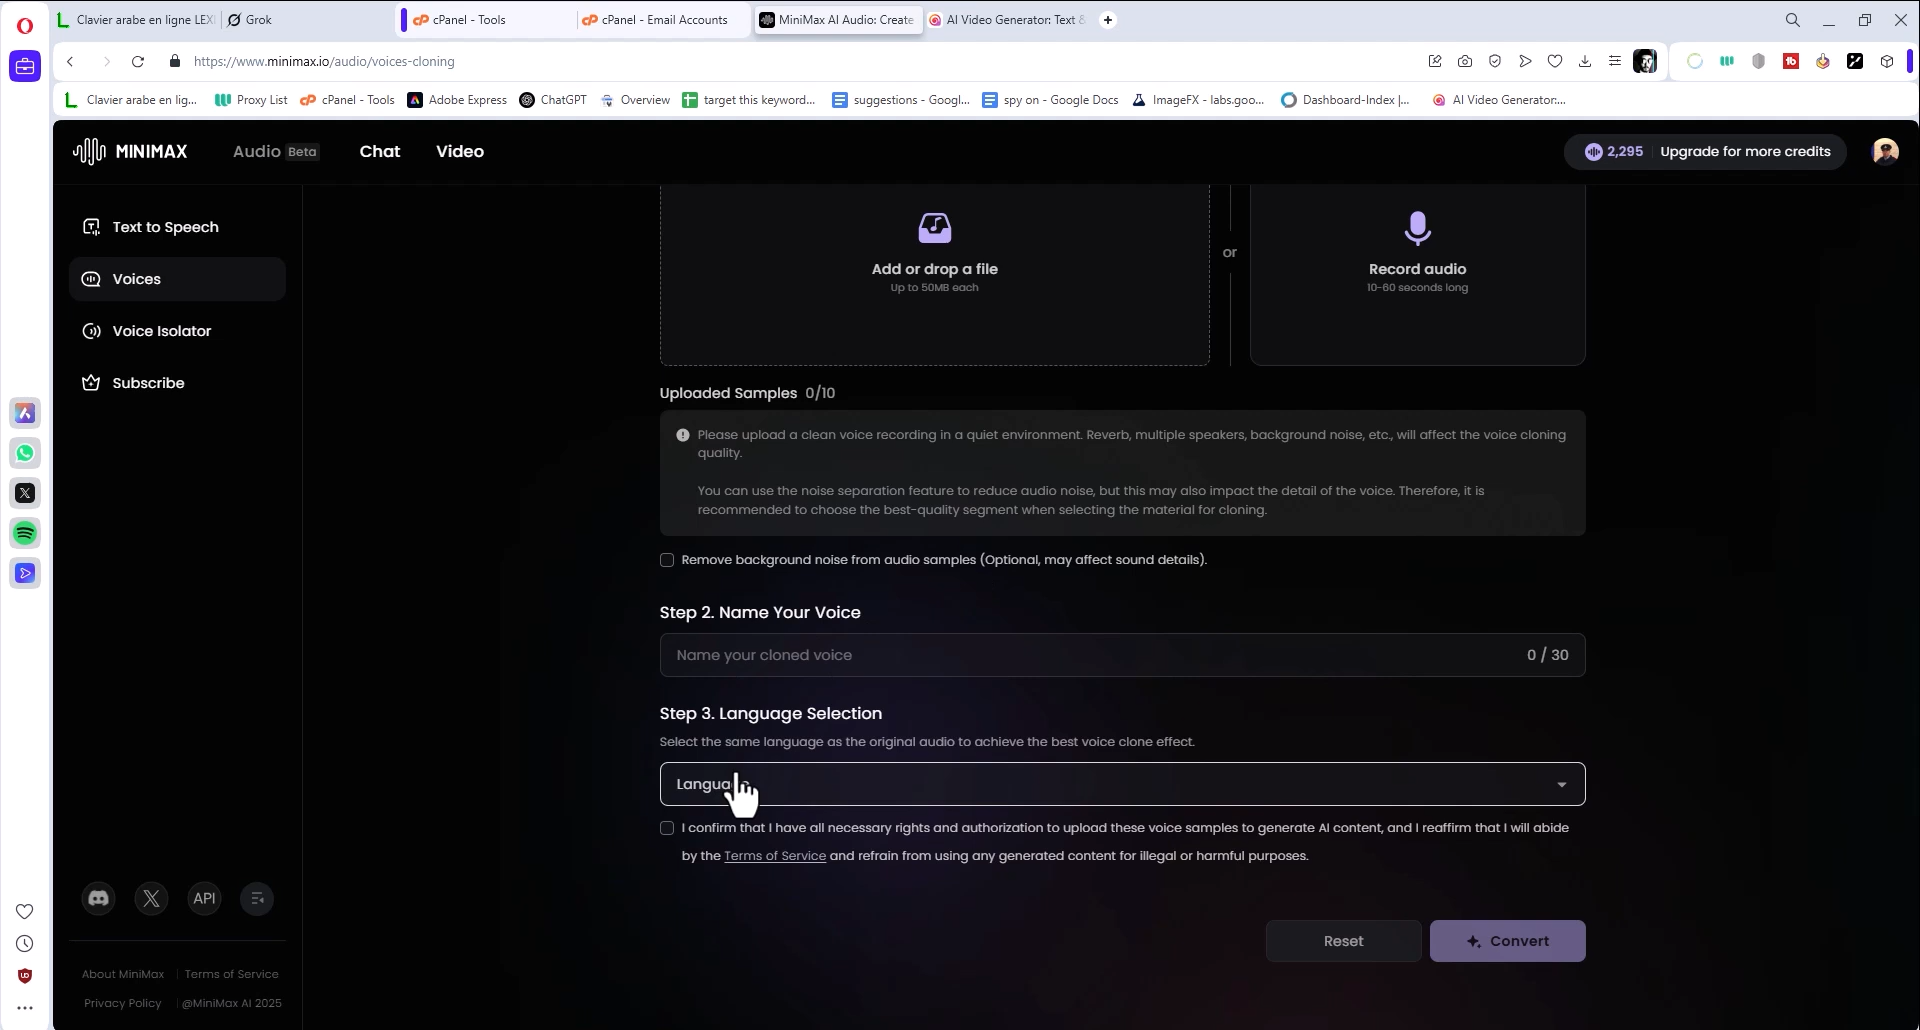 Clavier arabe en ligne LEX
Grok
cPanel - Tools
cPanel - Email Accounts
MiniMax AI Audio: Create
AI Video Generator: Text &
https://www.minimax.io/audio/voices-cloning
Clavier arabe en lig...
Proxy List
cPanel - Tools
Adobe Express
ChatGPT
Overview
target this keyword...
suggestions - Googl...
spy on - Google Docs
ImageFX - labs.goo...
Dashboard-Index |...
AI Video Generator:...
MINIMAX
Audio Beta
Chat
Video
2,295
Upgrade for more credits
Text to Speech
Voices
Voice Isolator
Subscribe
Add or drop a file
Up to 50MB each
or
Record audio
10-60 seconds long
Uploaded Samples 0/10
Please upload a clean voice recording in a quiet environment. Reverb, multiple speakers, background noise, etc., will affect the voice cloning
quality.
You can use the noise separation feature to reduce audio noise, but this may also impact the detail of the voice. Therefore, it is
recommended to choose the best-quality segment when selecting the material for cloning.
Remove background noise from audio samples (Optional, may affect sound details).
Step 2. Name Your Voice
Name your cloned voice
0 / 30
Step 3. Language Selection
Select the same language as the original audio to achieve the best voice clone effect.
Language
I confirm that I have all necessary rights and authorization to upload these voice samples to generate AI content, and I reaffirm that I will abide
by the Terms of Service and refrain from using any generated content for illegal or harmful purposes.
Reset
Convert
API
About MiniMax
Terms of Service
Privacy Policy
@MiniMax AI 2025